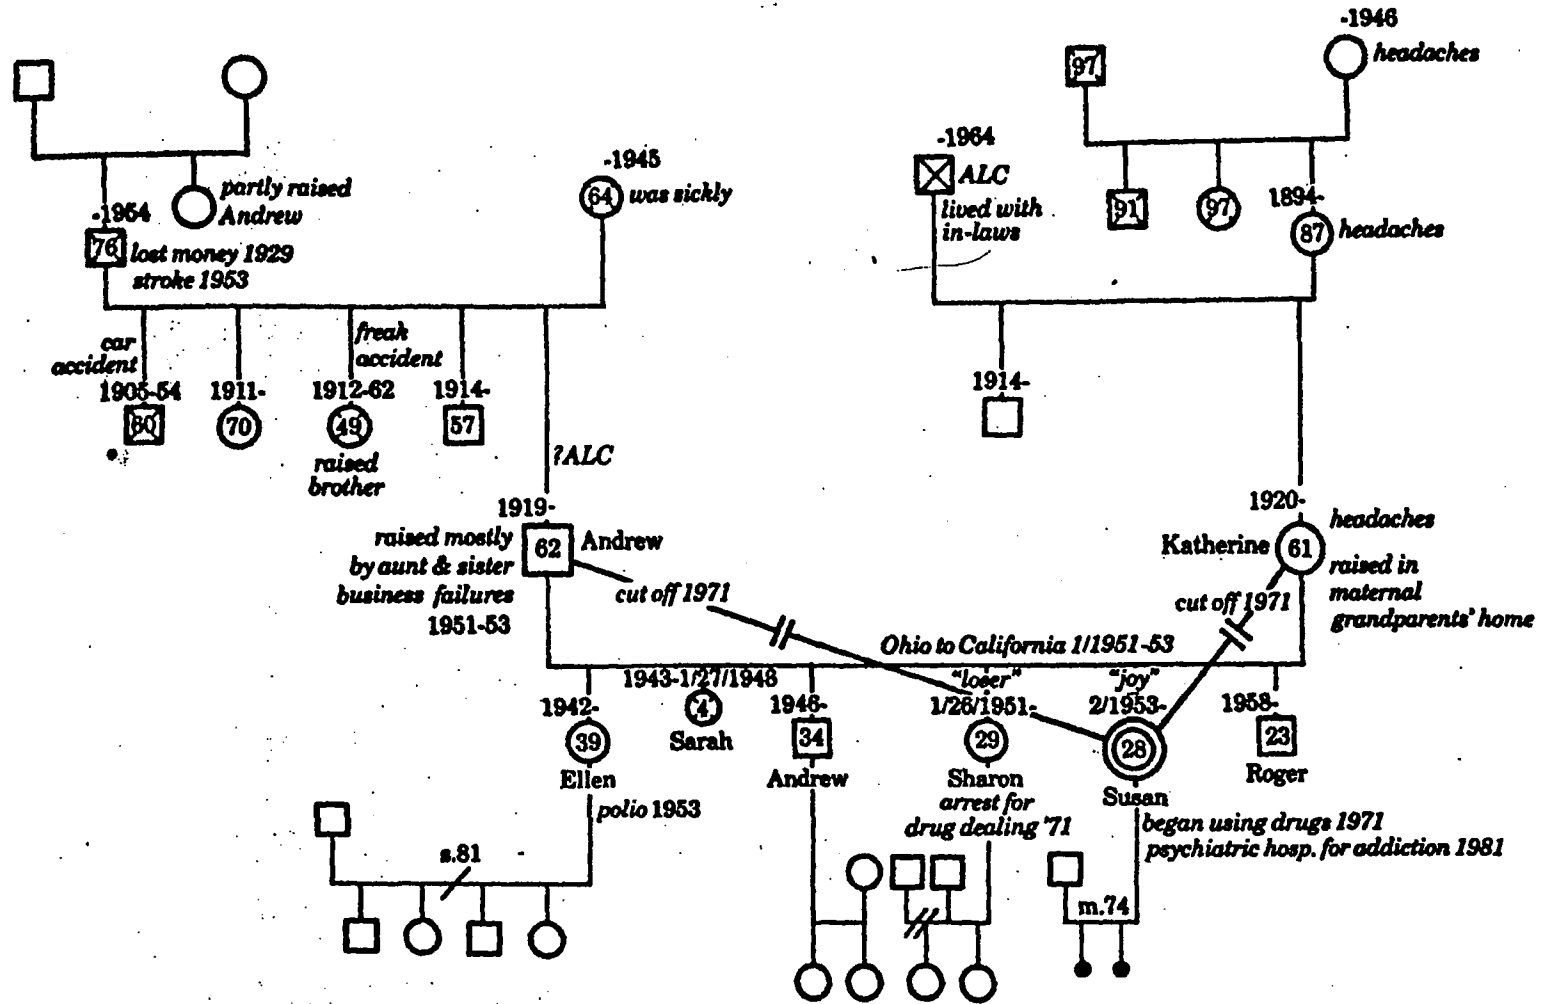 -1946
headaches
97
-1964
ALC
lived with
in-laws
-1945
64
was sickly
partly raised
Andrew
-1954
76
lost money 1929
stroke 1953
91
97
1894-
87
headaches
car
accident
1905-54
1911-
70
freak
accident
1912-62
49
raised
brother
1914-
57
1914-
?ALC
1919-
62
Andrew
raised mostly
by aunt & sister
business failures
1951-53
1920-
headaches
Katherine
61
raised in
maternal
grandparents' home
cut off 1971
cut off 1971
Ohio to California 1/1951-53
1942-
39
Ellen
polio 1953
1943-1/27/1948
4
Sarah
1946-
34
Andrew
"loser"
1/26/1951-
29
Sharon
arrest for
drug dealing '71
"joy"
2/1953-
28
Susan
began using drugs 1971
psychiatric hosp. for addiction 1981
1958-
23
Roger
s.81
m.74